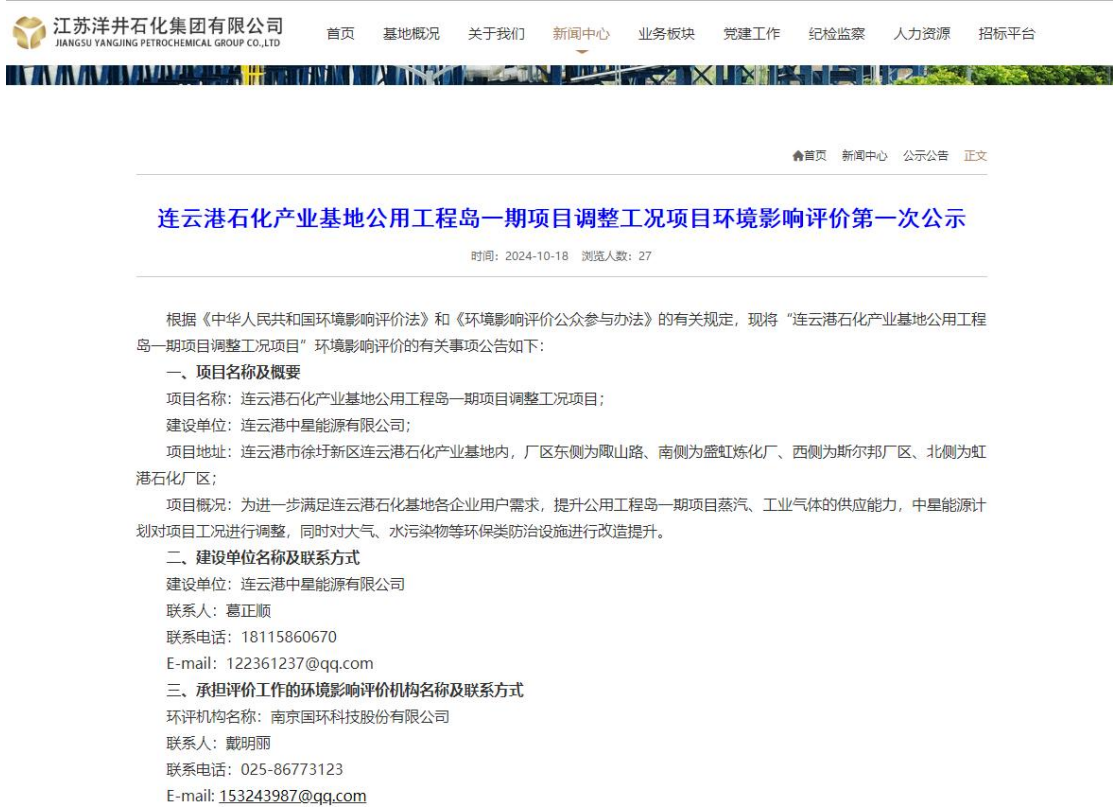 江苏洋井石化集团有限公司
JIANGSU YANGJING PETROCHEMICAL GROUP CO.,LTD
首页 基地概况 关于我们 新闻中心 业务板块 党建工作 纪检监察 人力资源 招标平台
首页 新闻中心 公示公告 正文
连云港石化产业基地公用工程岛一期项目调整工况项目环境影响评价第一次公示
时间：2024-10-18 浏览人数：27
根据《中华人民共和国环境影响评价法》和《环境影响评价公众参与办法》的有关规定，现将“连云港石化产业基地公用工程
岛一期项目调整工况项目”环境影响评价的有关事项公告如下：
一、项目名称及概要
项目名称：连云港石化产业基地公用工程岛一期项目调整工况项目；
建设单位：连云港中星能源有限公司；
项目地址：连云港市徐圩新区连云港石化产业基地内，厂区东侧为陬山路、南侧为盛虹炼化厂、西侧为斯尔邦厂区、北侧为虹
港石化厂区；
项目概况：为进一步满足连云港石化基地各企业用户需求，提升公用工程岛一期项目蒸汽、工业气体的供应能力，中星能源计
划对项目工况进行调整，同时对大气、水污染物等环保类防治设施进行改造提升。
二、建设单位名称及联系方式
建设单位：连云港中星能源有限公司
联系人：葛正顺
联系电话：18115860670
E-mail：122361237@qq.com
三、承担评价工作的环境影响评价机构名称及联系方式
环评机构名称：南京国环科技股份有限公司
联系人：戴明丽
联系电话：025-86773123
E-mail: 153243987@qq.com